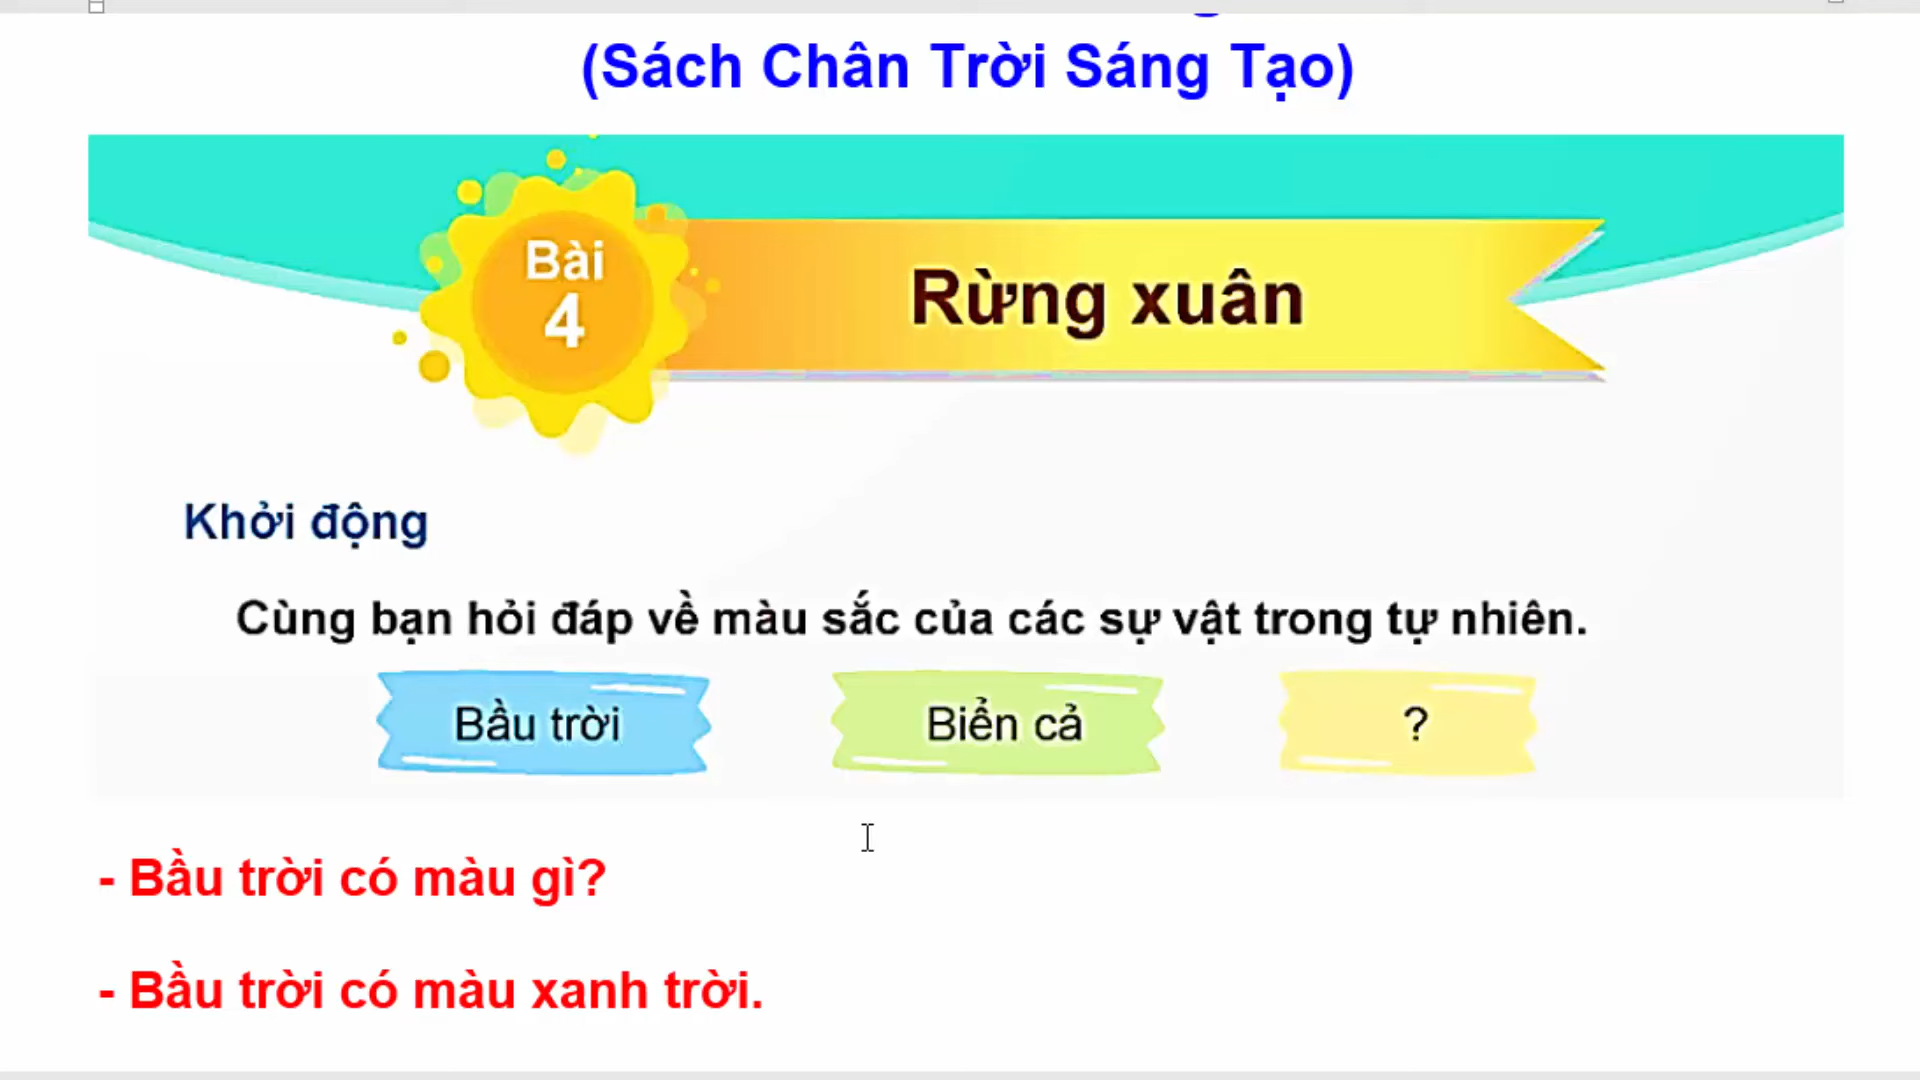 (Sách Chân Trời Sáng Tạo)
Bài
4
Rừng xuân
Khởi động
Cùng bạn hỏi đáp về màu sắc của các sự vật trong tự nhiên.
Bầu trời
Biển cả
?
- Bầu trời có màu gì?
- Bầu trời có màu xanh trời.